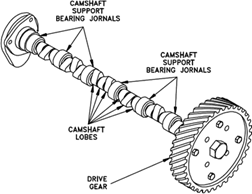 CAMSHAFT
SUPPORT
BEARING JORNALS
CAMSHAFT
SUPPORT
BEARING JORNALS
CAMSHAFT
LOBES
DRIVE
GEAR